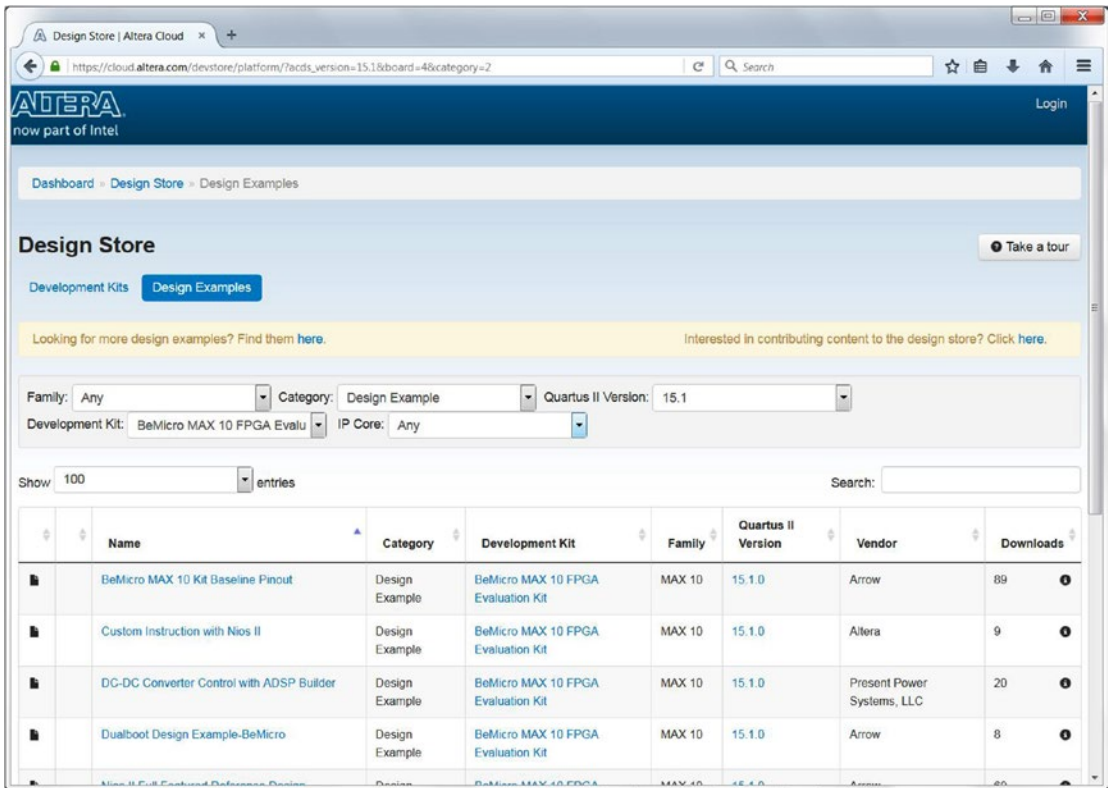 Design Store | Altera Cloud × +
https://cloud.altera.com/devstore/platform/?acds_version=15.1&board=4&category=2 Search
ALTERA
now part of Intel
Login
Dashboard » Design Store » Design Examples
Design Store
Take a tour
Development Kits Design Examples
Looking for more design examples? Find them here. Interested in contributing content to the design store? Click here.
Family: Any Category: Design Example Quartus II Version: 15.1
Development Kit: BeMicro MAX 10 FPGA Evalu IP Core: Any
Show 100 entries Search:
Name Category Development Kit Family Quartus II Version Vendor Downloads
BeMicro MAX 10 Kit Baseline Pinout Design Example BeMicro MAX 10 FPGA Evaluation Kit MAX 10 15.1.0 Arrow 89
Custom Instruction with Nios II Design Example BeMicro MAX 10 FPGA Evaluation Kit MAX 10 15.1.0 Altera 9
DC-DC Converter Control with ADSP Builder Design Example BeMicro MAX 10 FPGA Evaluation Kit MAX 10 15.1.0 Present Power Systems, LLC 20
Dualboot Design Example-BeMicro Design Example BeMicro MAX 10 FPGA Evaluation Kit MAX 10 15.1.0 Arrow 8